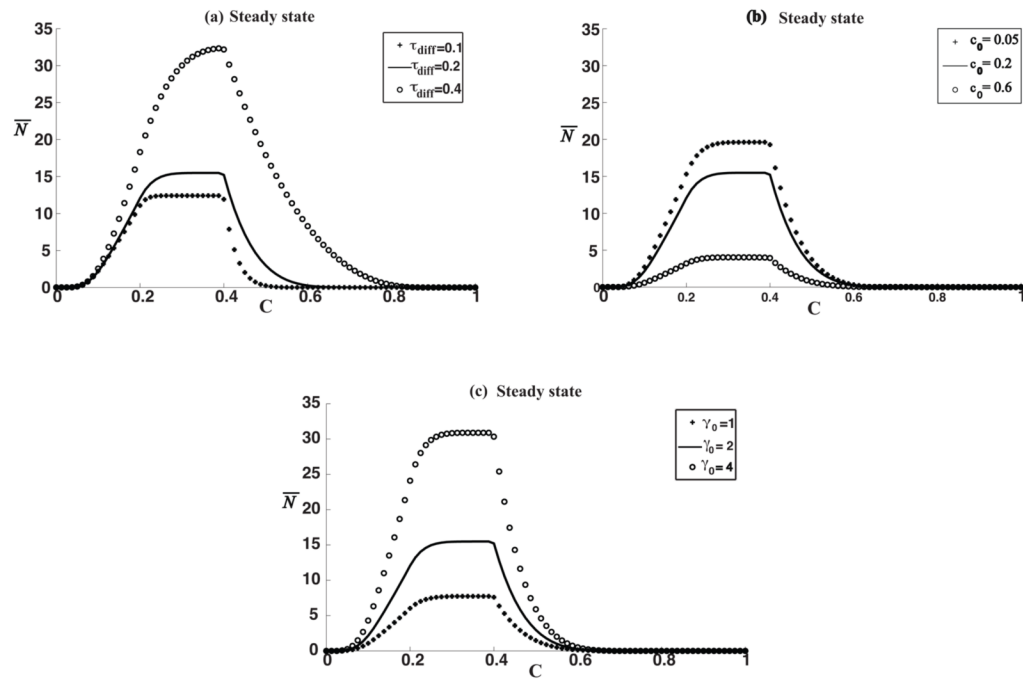 (a) Steady state
35
30
25
20
15
10
5
0
N̅
0
0.2
0.4
0.6
0.8
1
C
τdiff=0.1
τdiff=0.2
τdiff=0.4
(b) Steady state
35
30
25
20
15
10
5
0
N̅
0
0.2
0.4
0.6
0.8
1
C
c0= 0.05
c0= 0.2
c0= 0.6
(c) Steady state
35
30
25
20
15
10
5
0
N̅
0
0.2
0.4
0.6
0.8
1
C
γ0=1
γ0=2
γ0=4